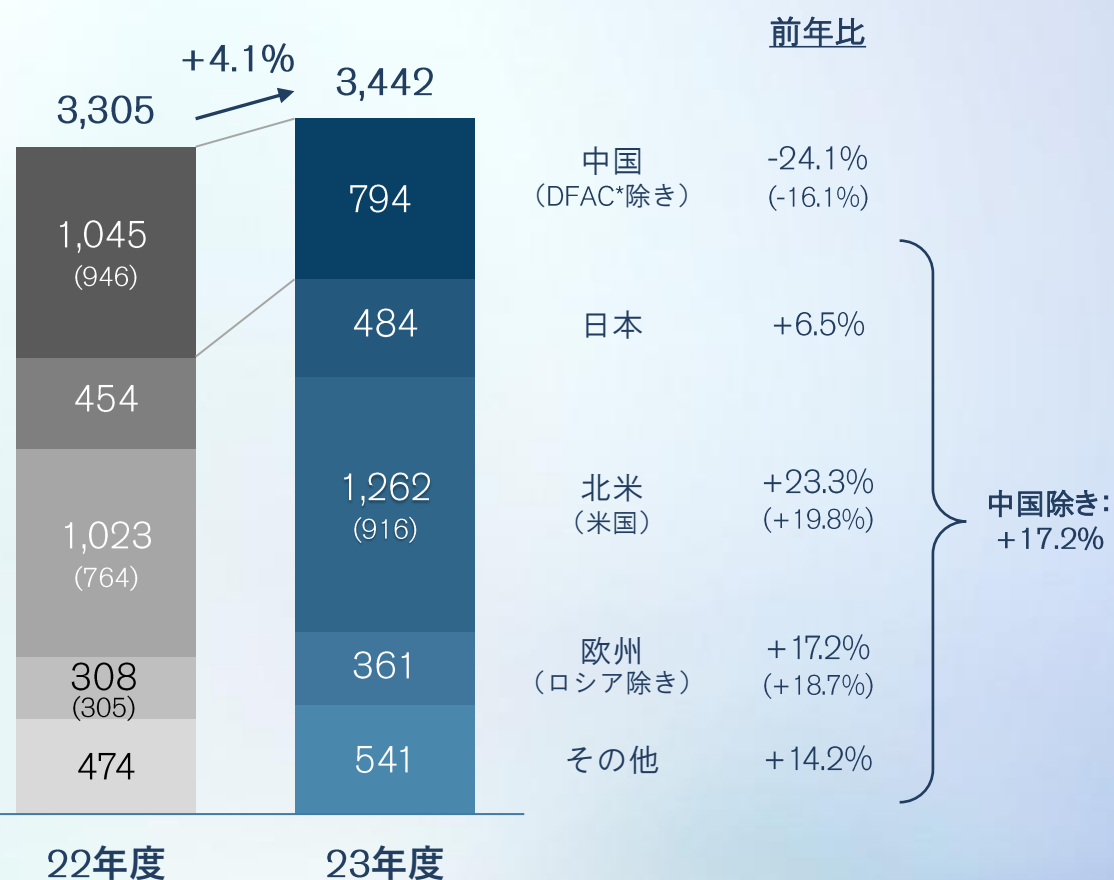 前年比
+4.1%
3,305
3,442
1,045
(946)
454
1,023
(764)
308
(305)
474
22年度
794
484
1,262
(916)
361
541
23年度
中国
(DFAC*除き)
-24.1%
(-16.1%)
日本
+6.5%
北米
(米国)
+23.3%
(+19.8%)
欧州
(ロシア除き)
+17.2%
(+18.7%)
その他
+14.2%
中国除き:
+17.2%